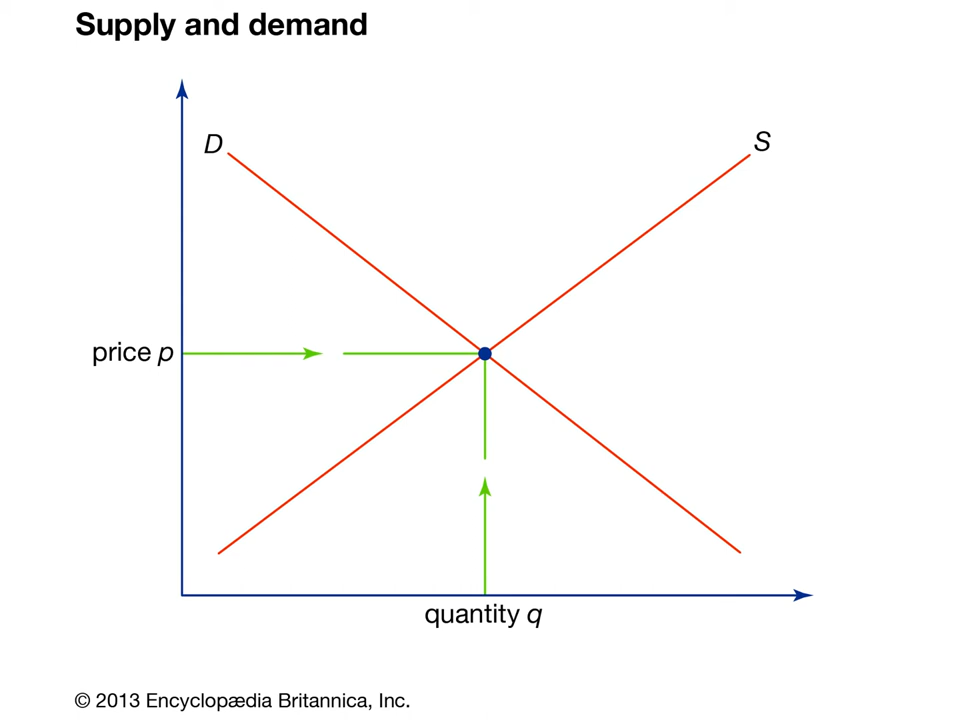 Supply and demand
D
S
price p
quantity q
© 2013 Encyclopædia Britannica, Inc.